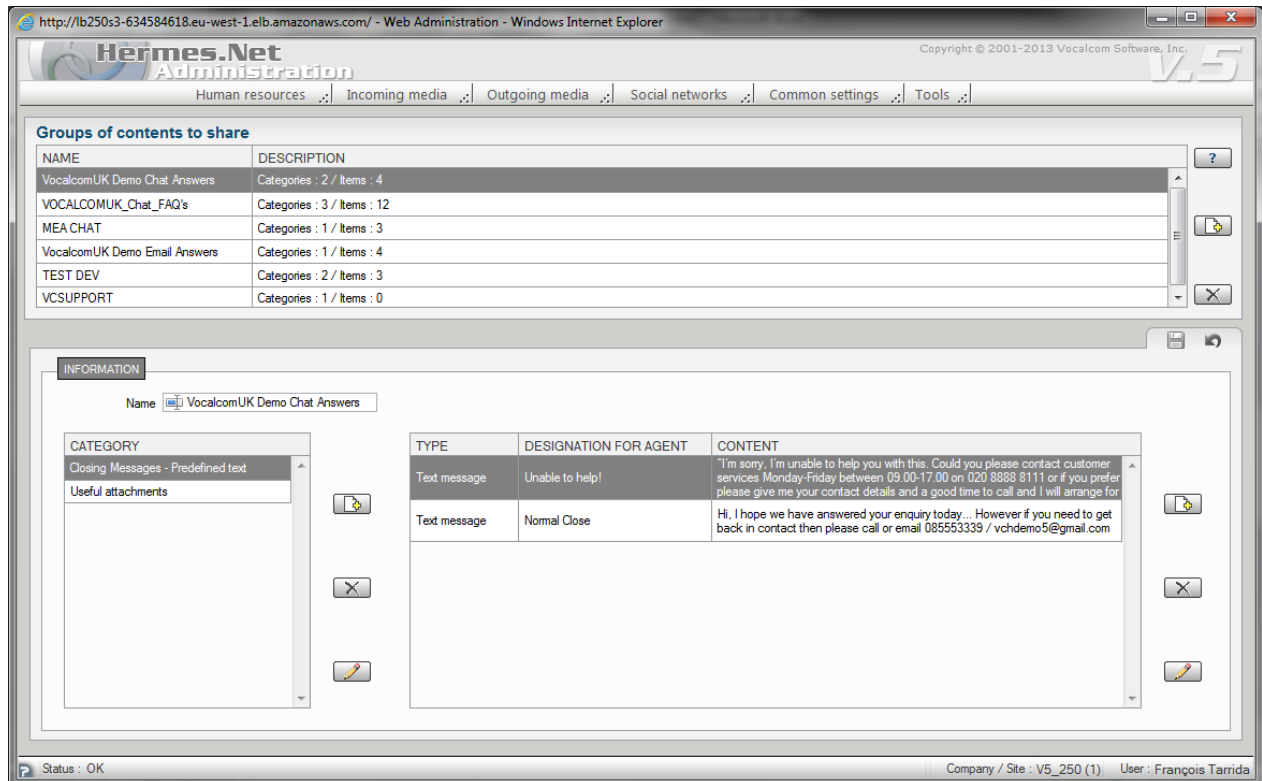 http://lb250s3-634584618.eu-west-1.elb.amazonaws.com/ - Web Administration - Windows Internet Explorer
Hermes.Net
Administration
Copyright © 2001-2013 Vocalcom Software, Inc.
V.5
Human resources Incoming media Outgoing media Social networks Common settings Tools
Groups of contents to share
NAME DESCRIPTION
VocalcomUK Demo Chat Answers Categories : 2 / Items : 4
VOCALCOMUK_Chat_FAQ's Categories : 3 / Items : 12
MEA CHAT Categories : 1 / Items : 3
VocalcomUK Demo Email Answers Categories : 1 / Items : 4
TEST DEV Categories : 2 / Items : 3
VCSUPPORT Categories : 1 / Items : 0
?
INFORMATION
Name VocalcomUK Demo Chat Answers
CATEGORY
Closing Messages - Predefined text
Useful attachments
TYPE DESIGNATION FOR AGENT CONTENT
Text message Unable to help! "I'm sorry, I'm unable to help you with this. Could you please contact customer
services Monday-Friday between 09.00-17.00 on 020 8888 8111 or if you prefer
please give me your contact details and a good time to call and I will arrange for
Text message Normal Close Hi, I hope we have answered your enquiry today... However if you need to get
back in contact then please call or email 085553339 / vchdemo5@gmail.com
Status : OK Company / Site : V5_250 (1) User : François Tarrida